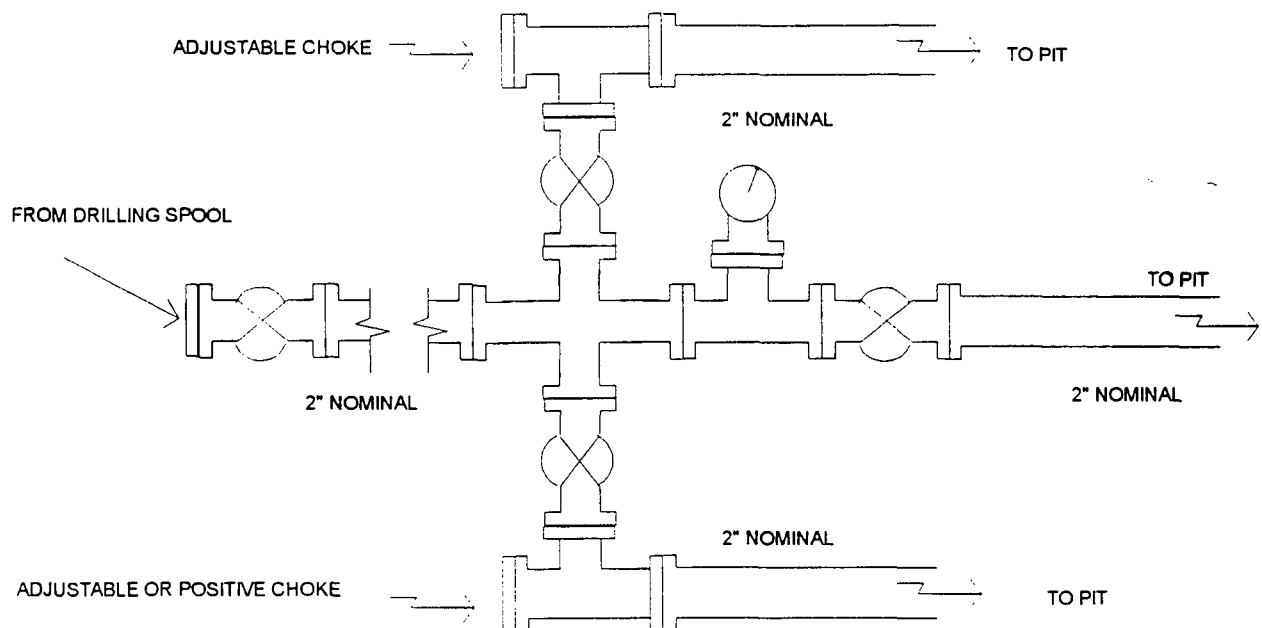 ADJUSTABLE CHOKE
TO PIT
2" NOMINAL
FROM DRILLING SPOOL
TO PIT
2" NOMINAL
2" NOMINAL
2" NOMINAL
ADJUSTABLE OR POSITIVE CHOKE
TO PIT